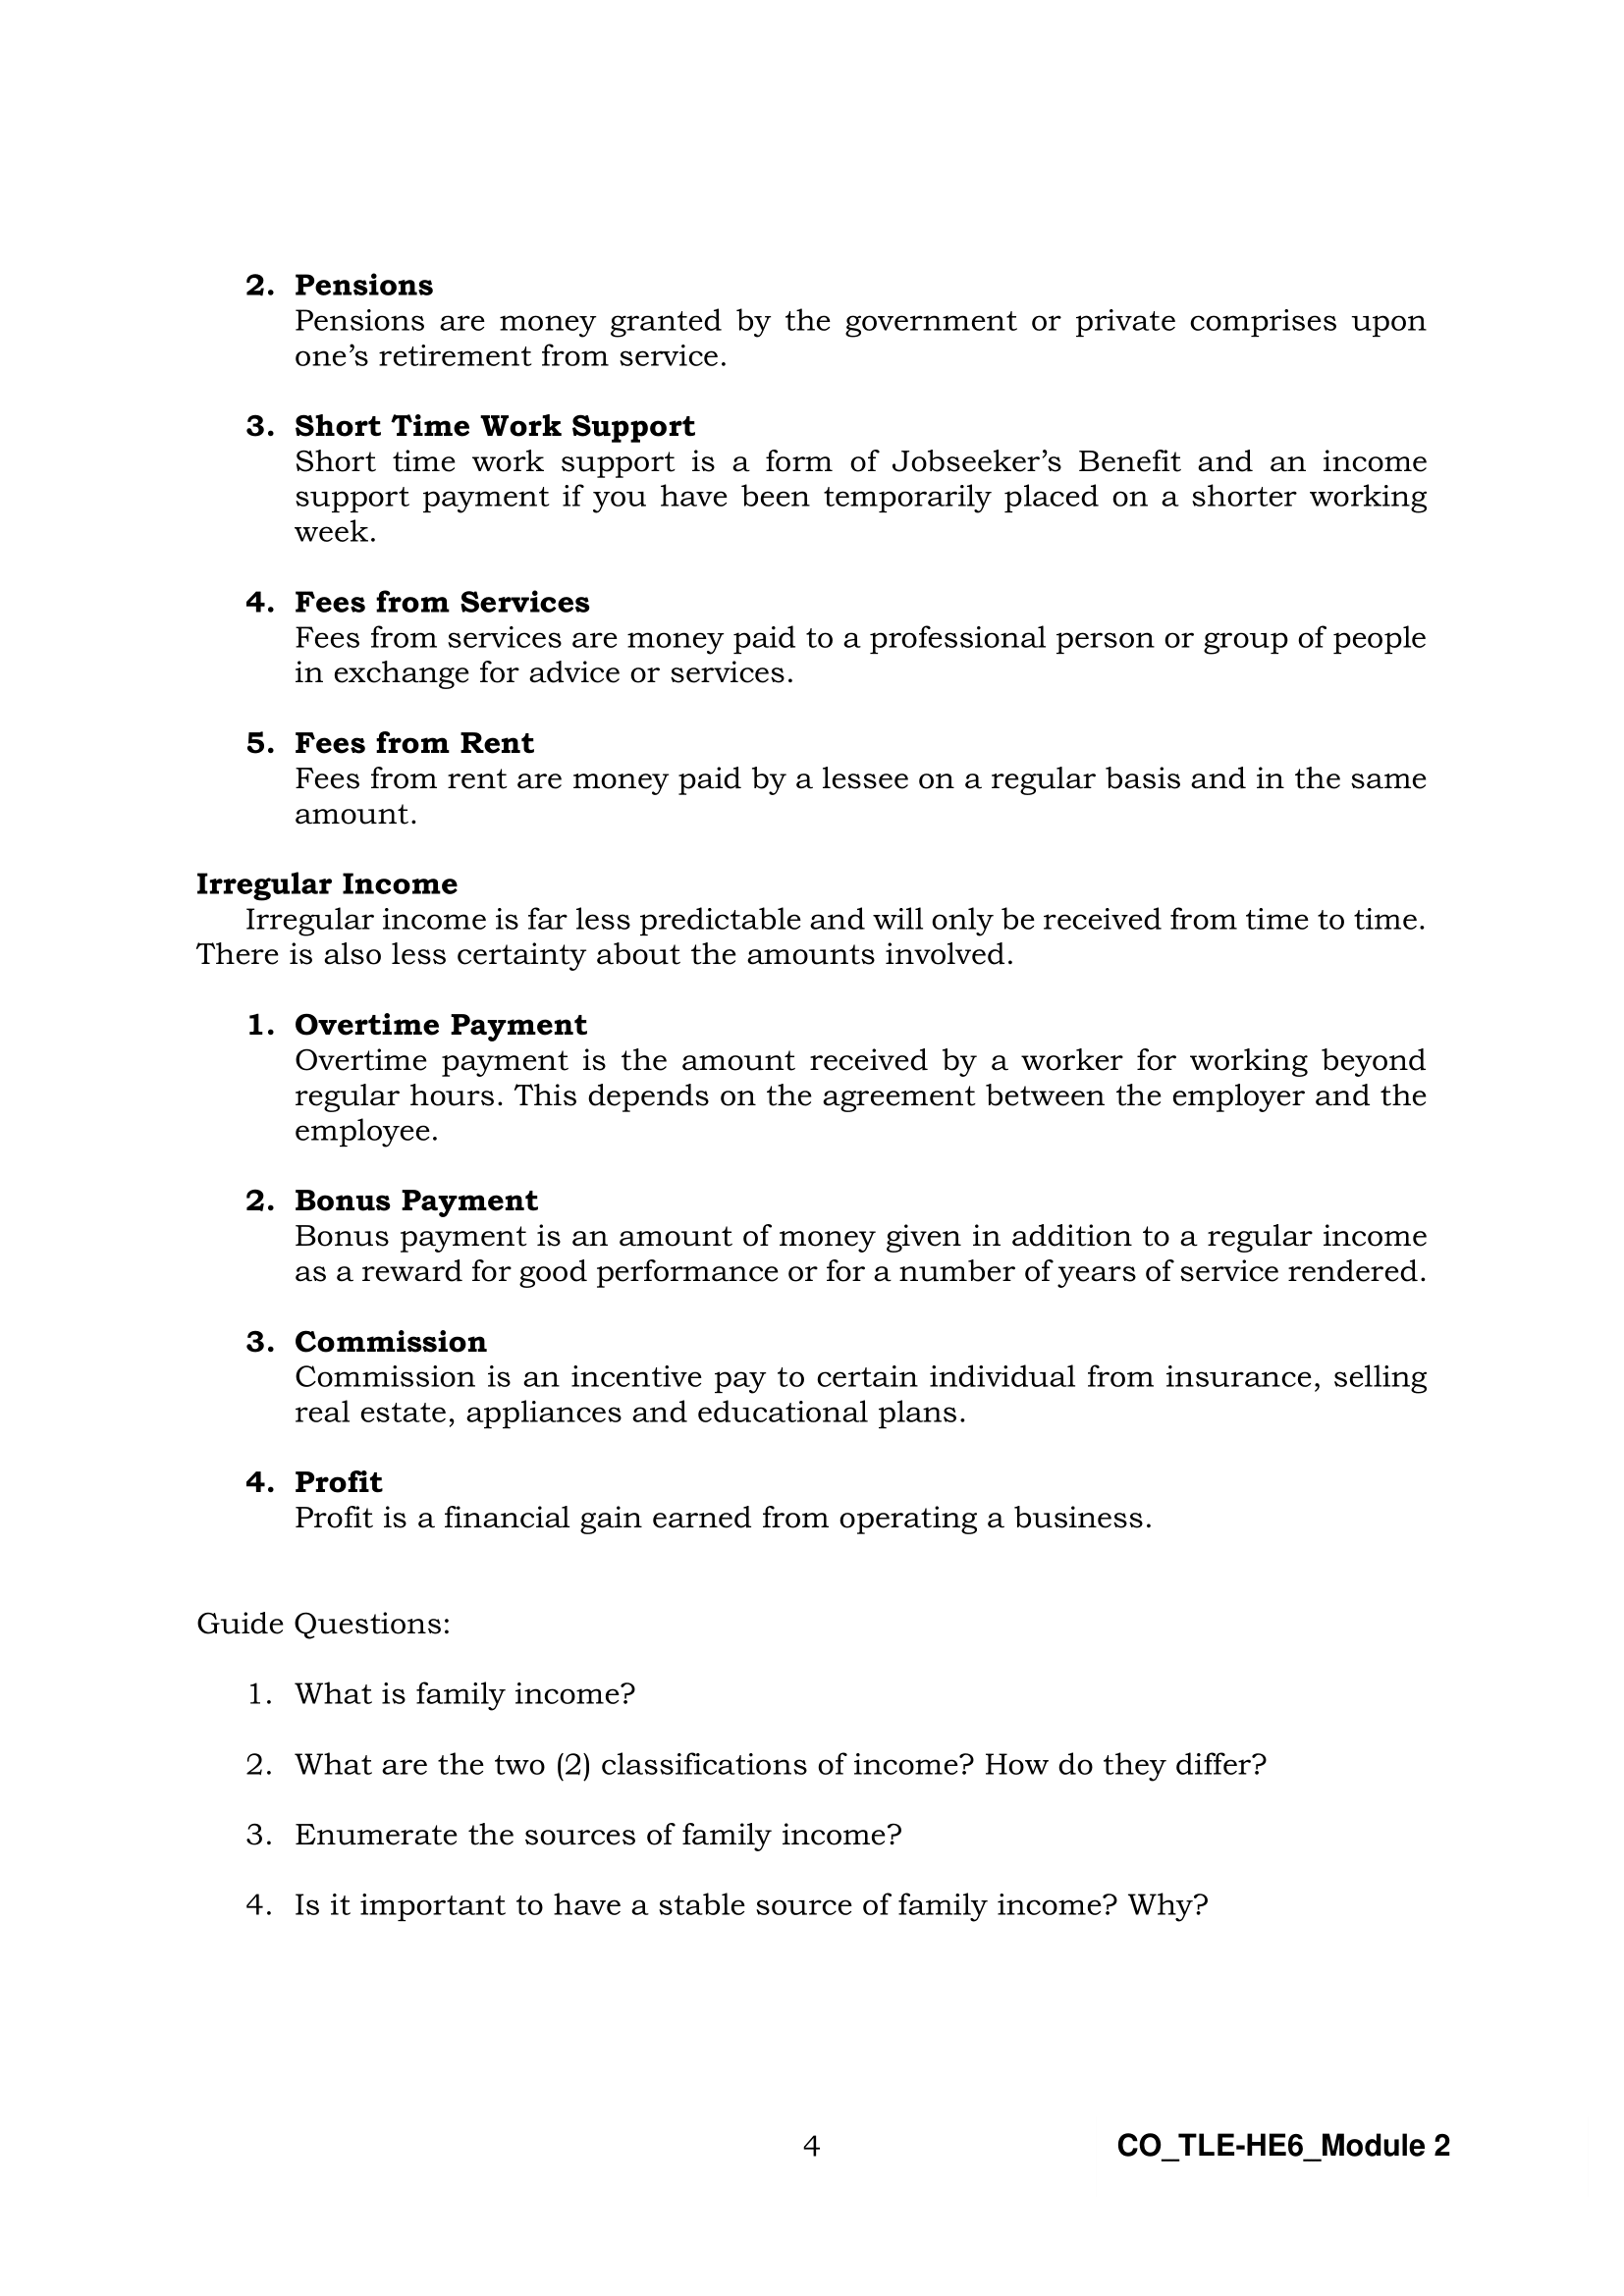 2. Pensions
Pensions are money granted by the government or private comprises upon
one’s retirement from service.
3. Short Time Work Support
Short time work support is a form of Jobseeker’s Benefit and an income
support payment if you have been temporarily placed on a shorter working
week.
4. Fees from Services
Fees from services are money paid to a professional person or group of people
in exchange for advice or services.
5. Fees from Rent
Fees from rent are money paid by a lessee on a regular basis and in the same
amount.
Irregular Income
Irregular income is far less predictable and will only be received from time to time.
There is also less certainty about the amounts involved.
1. Overtime Payment
Overtime payment is the amount received by a worker for working beyond
regular hours. This depends on the agreement between the employer and the
employee.
2. Bonus Payment
Bonus payment is an amount of money given in addition to a regular income
as a reward for good performance or for a number of years of service rendered.
3. Commission
Commission is an incentive pay to certain individual from insurance, selling
real estate, appliances and educational plans.
4. Profit
Profit is a financial gain earned from operating a business.
Guide Questions:
1. What is family income?
2. What are the two (2) classifications of income? How do they differ?
3. Enumerate the sources of family income?
4. Is it important to have a stable source of family income? Why?
4 CO_TLE-HE6_Module 2